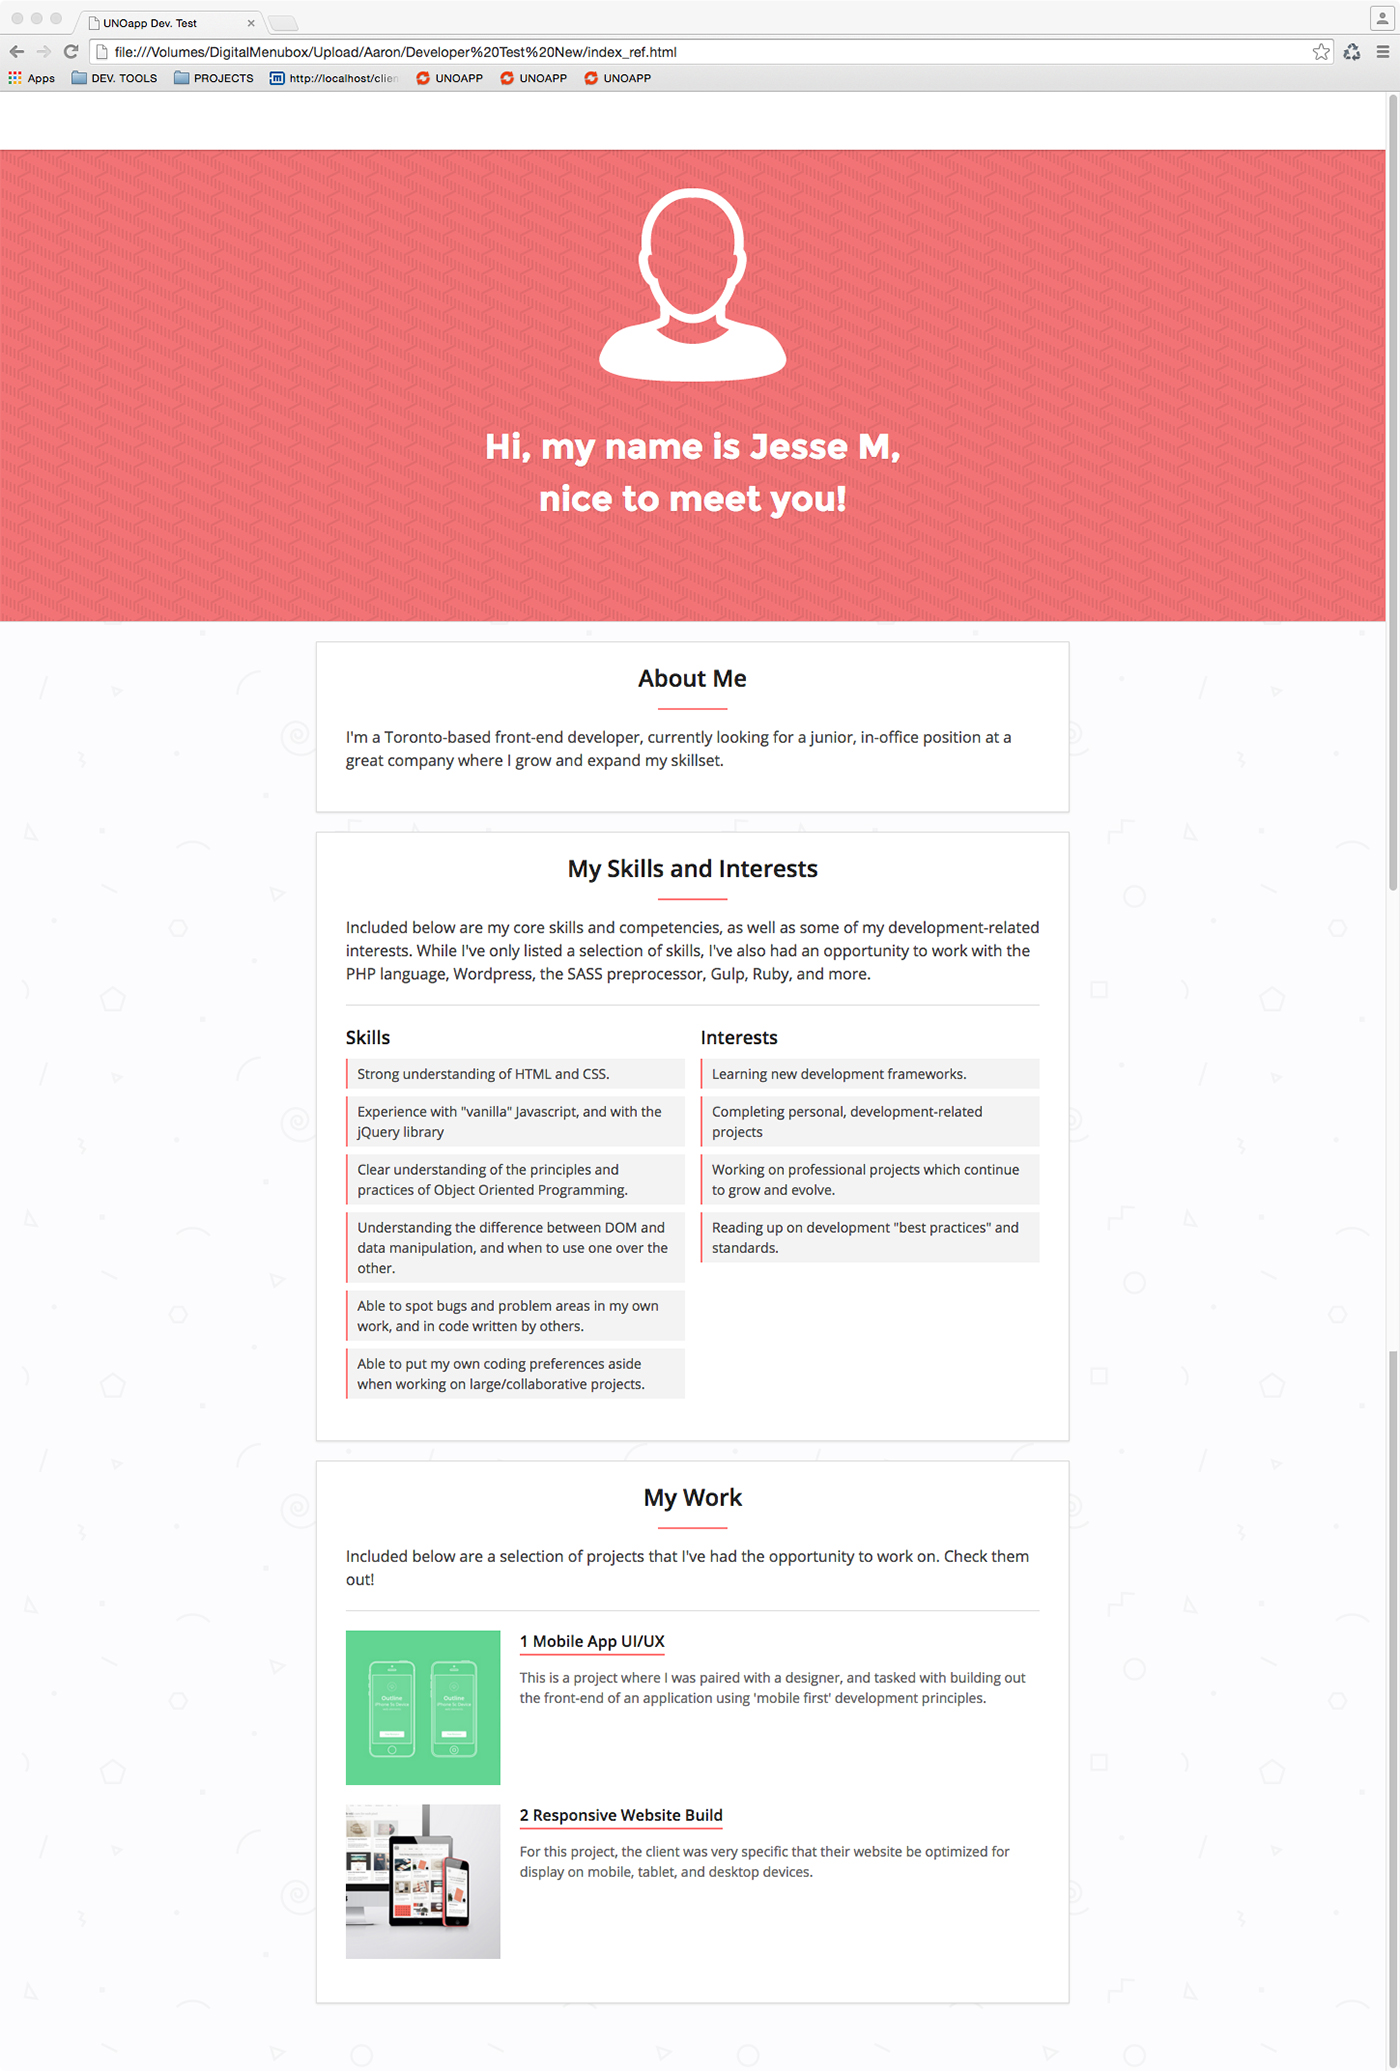 UNOapp Dev. Test
file:///Volumes/DigitalMenubox/Upload/Aaron/Developer%20Test%20New/index_ref.html
Apps DEV. TOOLS PROJECTS http://localhost/clien UNOAPP UNOAPP UNOAPP
Hi, my name is Jesse M,
nice to meet you!
About Me
I'm a Toronto-based front-end developer, currently looking for a junior, in-office position at a
great company where I grow and expand my skillset.
My Skills and Interests
Included below are my core skills and competencies, as well as some of my development-related
interests. While I've only listed a selection of skills, I've also had an opportunity to work with the
PHP language, Wordpress, the SASS preprocessor, Gulp, Ruby, and more.
Skills
Strong understanding of HTML and CSS.
Experience with "vanilla" Javascript, and with the
jQuery library
Clear understanding of the principles and
practices of Object Oriented Programming.
Understanding the difference between DOM and
data manipulation, and when to use one over the
other.
Able to spot bugs and problem areas in my own
work, and in code written by others.
Able to put my own coding preferences aside
when working on large/collaborative projects.
Interests
Learning new development frameworks.
Completing personal, development-related
projects
Working on professional projects which continue
to grow and evolve.
Reading up on development "best practices" and
standards.
My Work
Included below are a selection of projects that I've had the opportunity to work on. Check them
out!
Outline
iPhone 5s Device
Outline
iPhone 5s Device
1 Mobile App UI/UX
This is a project where I was paired with a designer, and tasked with building out
the front-end of an application using 'mobile first' development principles.
2 Responsive Website Build
For this project, the client was very specific that their website be optimized for
display on mobile, tablet, and desktop devices.